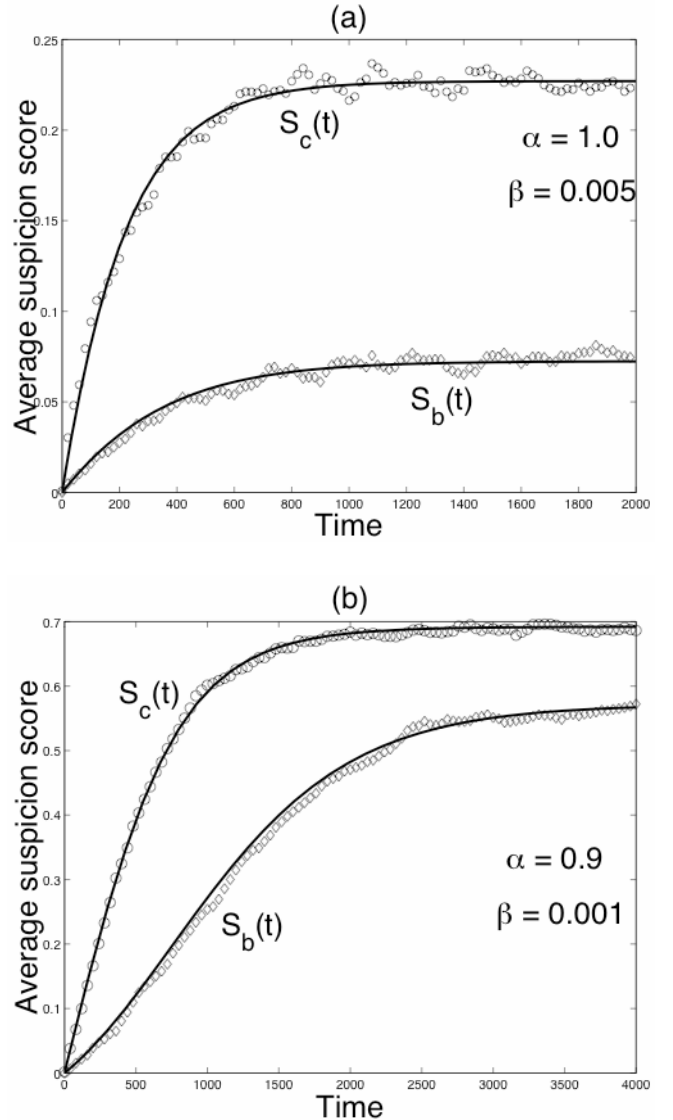 (a)
0.25
0.2
0.15
0.1
0.05
0
Average suspicion score
S_c(t)
α = 1.0
β = 0.005
S_b(t)
0 200 400 600 800 1000 1200 1400 1600 1800 2000
Time
(b)
0.7
0.6
0.5
0.4
0.3
0.2
0.1
0
Average suspicion score
S_c(t)
α = 0.9
β = 0.001
S_b(t)
0 500 1000 1500 2000 2500 3000 3500 4000
Time